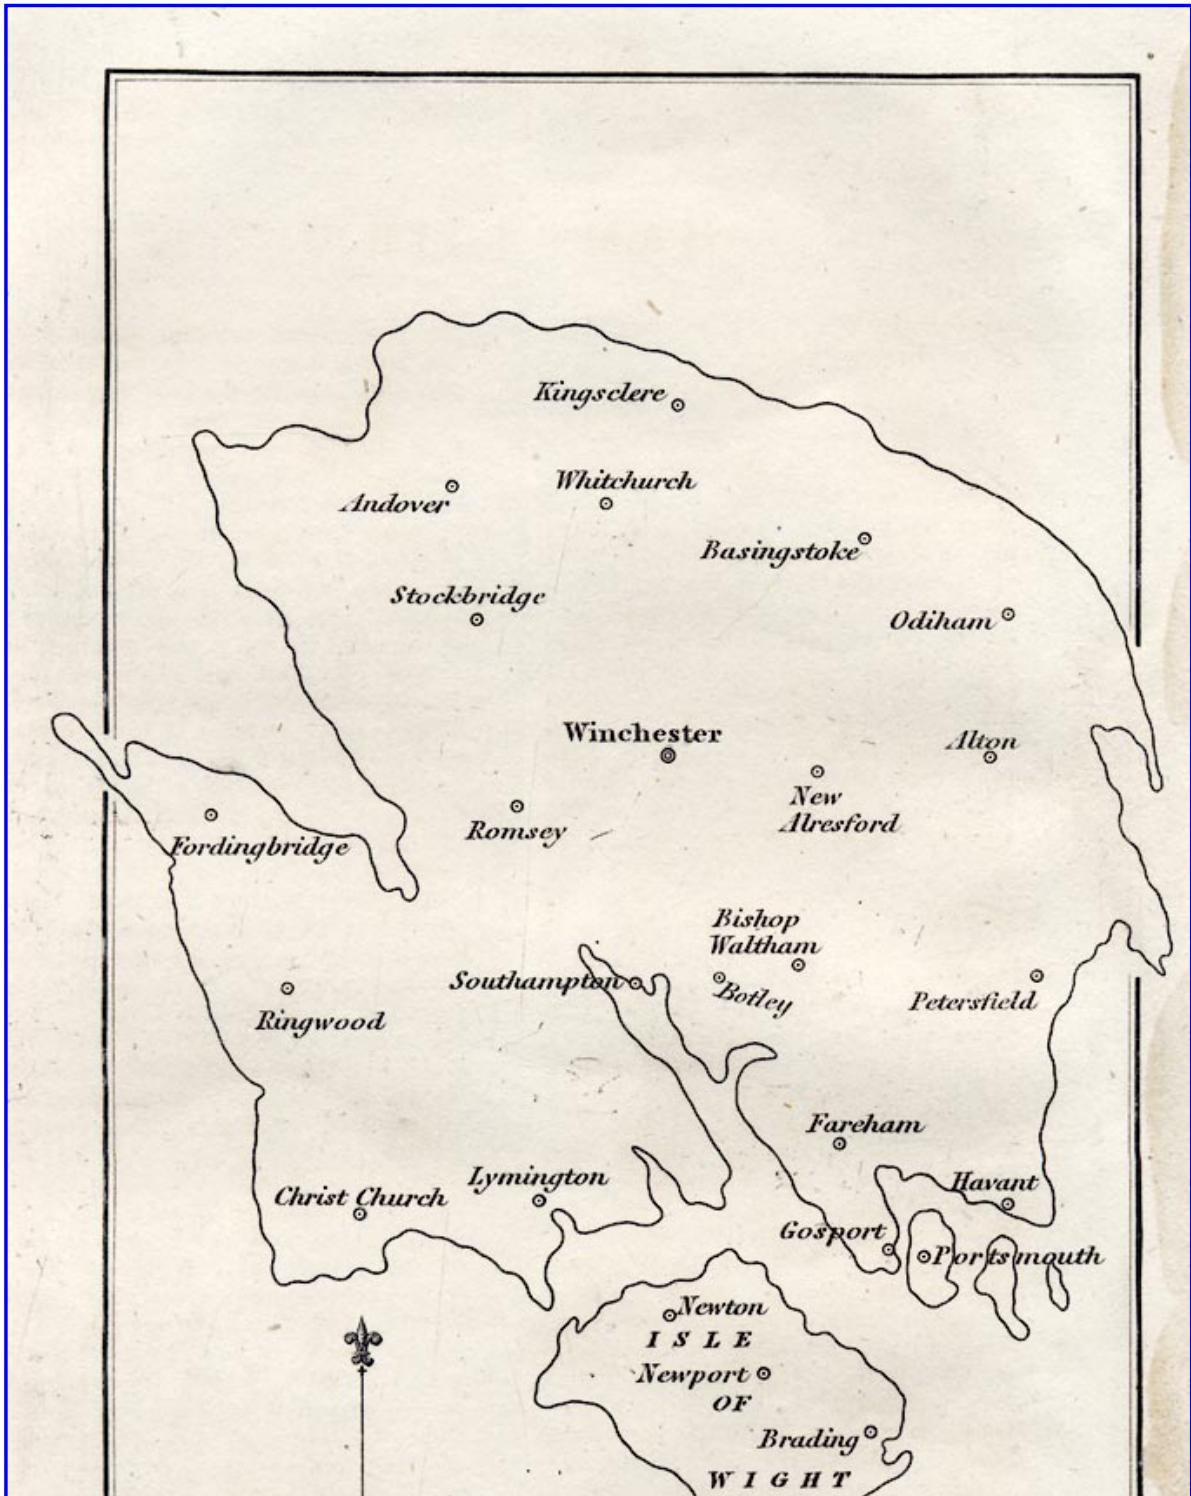 Kingsclere
Whitchurch
Andover
Basingstoke
Stockbridge
Odiham
Winchester
Alton
New
Alresford
Romsey
Fordingbridge
Bishop
Waltham
Southampton
Botley
Petersfield
Ringwood
Fareham
Lymington
Havant
Christ Church
Gosport
Portsmouth
Newton
ISLE
Newport
OF
Brading
WIGHT